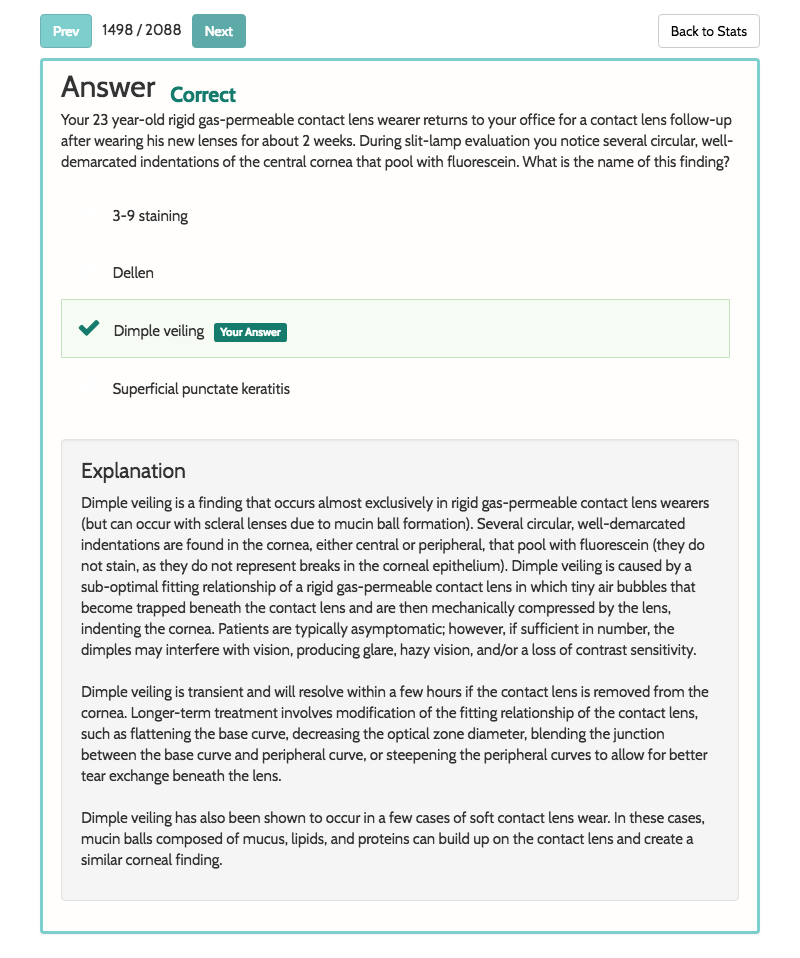 Prev 1498 / 2088 Next Back to Stats
Answer Correct
Your 23 year-old rigid gas-permeable contact lens wearer returns to your office for a contact lens follow-up
after wearing his new lenses for about 2 weeks. During slit-lamp evaluation you notice several circular, well-
demarcated indentations of the central cornea that pool with fluorescein. What is the name of this finding?
3-9 staining
Dellen
Dimple veiling Your Answer
Superficial punctate keratitis
Explanation
Dimple veiling is a finding that occurs almost exclusively in rigid gas-permeable contact lens wearers
(but can occur with scleral lenses due to mucin ball formation). Several circular, well-demarcated
indentations are found in the cornea, either central or peripheral, that pool with fluorescein (they do
not stain, as they do not represent breaks in the corneal epithelium). Dimple veiling is caused by a
sub-optimal fitting relationship of a rigid gas-permeable contact lens in which tiny air bubbles that
become trapped beneath the contact lens and are then mechanically compressed by the lens,
indenting the cornea. Patients are typically asymptomatic; however, if sufficient in number, the
dimples may interfere with vision, producing glare, hazy vision, and/or a loss of contrast sensitivity.
Dimple veiling is transient and will resolve within a few hours if the contact lens is removed from the
cornea. Longer-term treatment involves modification of the fitting relationship of the contact lens,
such as flattening the base curve, decreasing the optical zone diameter, blending the junction
between the base curve and peripheral curve, or steepening the peripheral curves to allow for better
tear exchange beneath the lens.
Dimple veiling has also been shown to occur in a few cases of soft contact lens wear. In these cases,
mucin balls composed of mucus, lipids, and proteins can build up on the contact lens and create a
similar corneal finding.